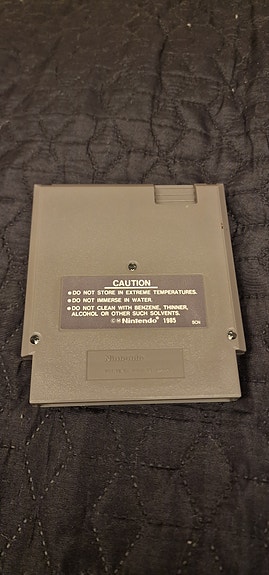 CAUTION
•DO NOT STORE IN EXTREME TEMPERATURES.
•DO NOT IMMERSE IN WATER.
•DO NOT CLEAN WITH BENZENE, THINNER,
ALCOHOL OR OTHER SUCH SOLVENTS.
©®Nintendo® 1985
Nintendo